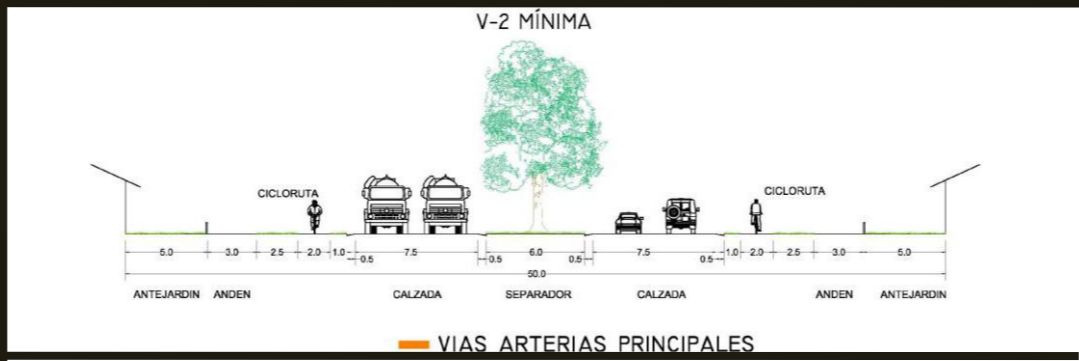 V-2 MÍNIMA
CICLORUTA
CICLORUTA
5.0 3.0 2.5 2.0 1.0 0.5 7.5 0.5 6.0 0.5 7.5 0.5 1.0 2.0 2.5 3.0 5.0
50.0
ANTEJARDIN ANDEN CALZADA SEPARADOR CALZADA ANDEN ANTEJARDIN
VIAS ARTERIAS PRINCIPALES